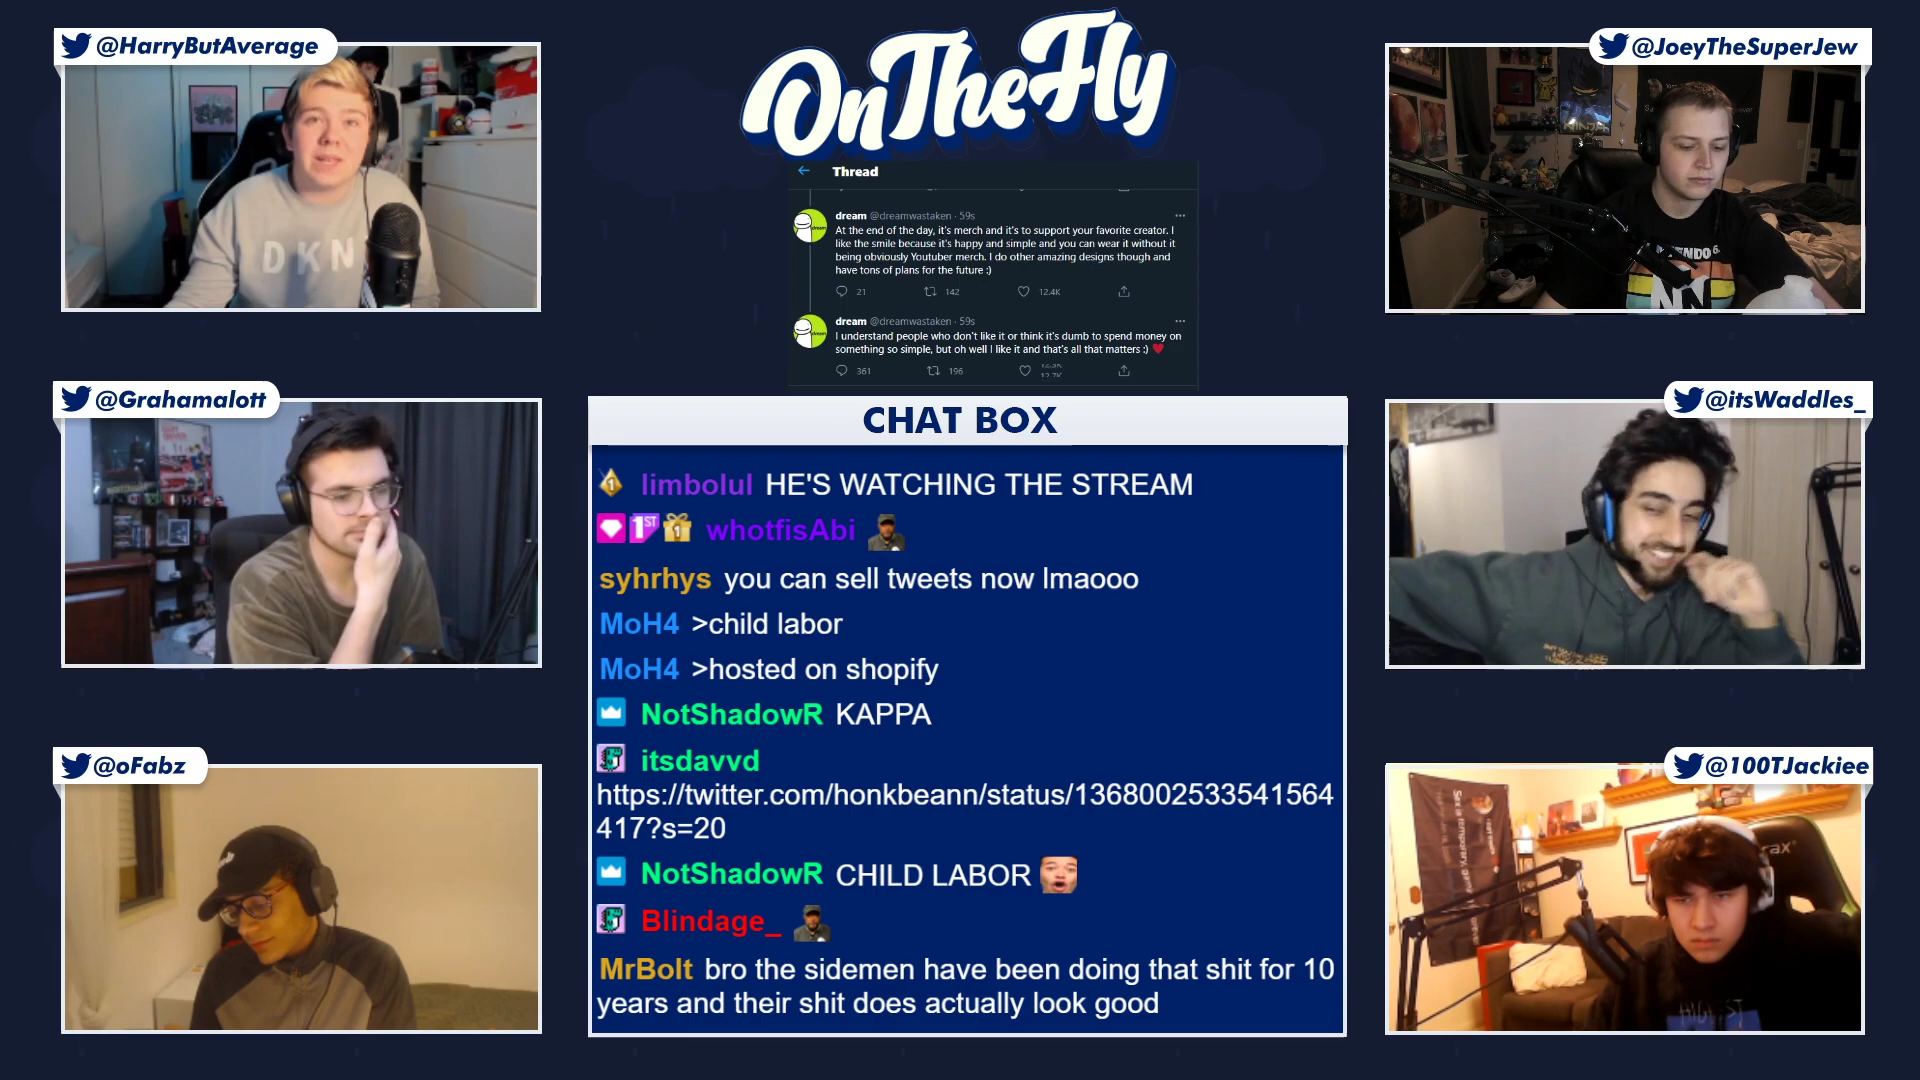 @HarryButAverage
OnTheFly
@JoeyTheSuperJew
DKN
Thread
dream @dreamwastaken · 59s
At the end of the day, it's merch and it's to support your favorite creator. I
like the smile because it's happy and simple and you can wear it without it
being obviously Youtuber merch. I do other amazing designs though and
have tons of plans for the future :)
21 142 12.4K
dream @dreamwastaken · 59s
I understand people who don't like it or think it's dumb to spend money on
something so simple, but oh well I like it and that's all that matters :) ❤️
361 196
@Grahamalott
@itsWaddles_
CHAT BOX
limbolul HE'S WATCHING THE STREAM
1ST whotfisAbi
syhrhys you can sell tweets now lmaooo
MoH4 >child labor
MoH4 >hosted on shopify
NotShadowR KAPPA
itsdavvd
https://twitter.com/honkbeann/status/1368002533541564
417?s=20
NotShadowR CHILD LABOR
Blindage_
MrBolt bro the sidemen have been doing that shit for 10
years and their shit does actually look good
@oFabz
@100TJackiee